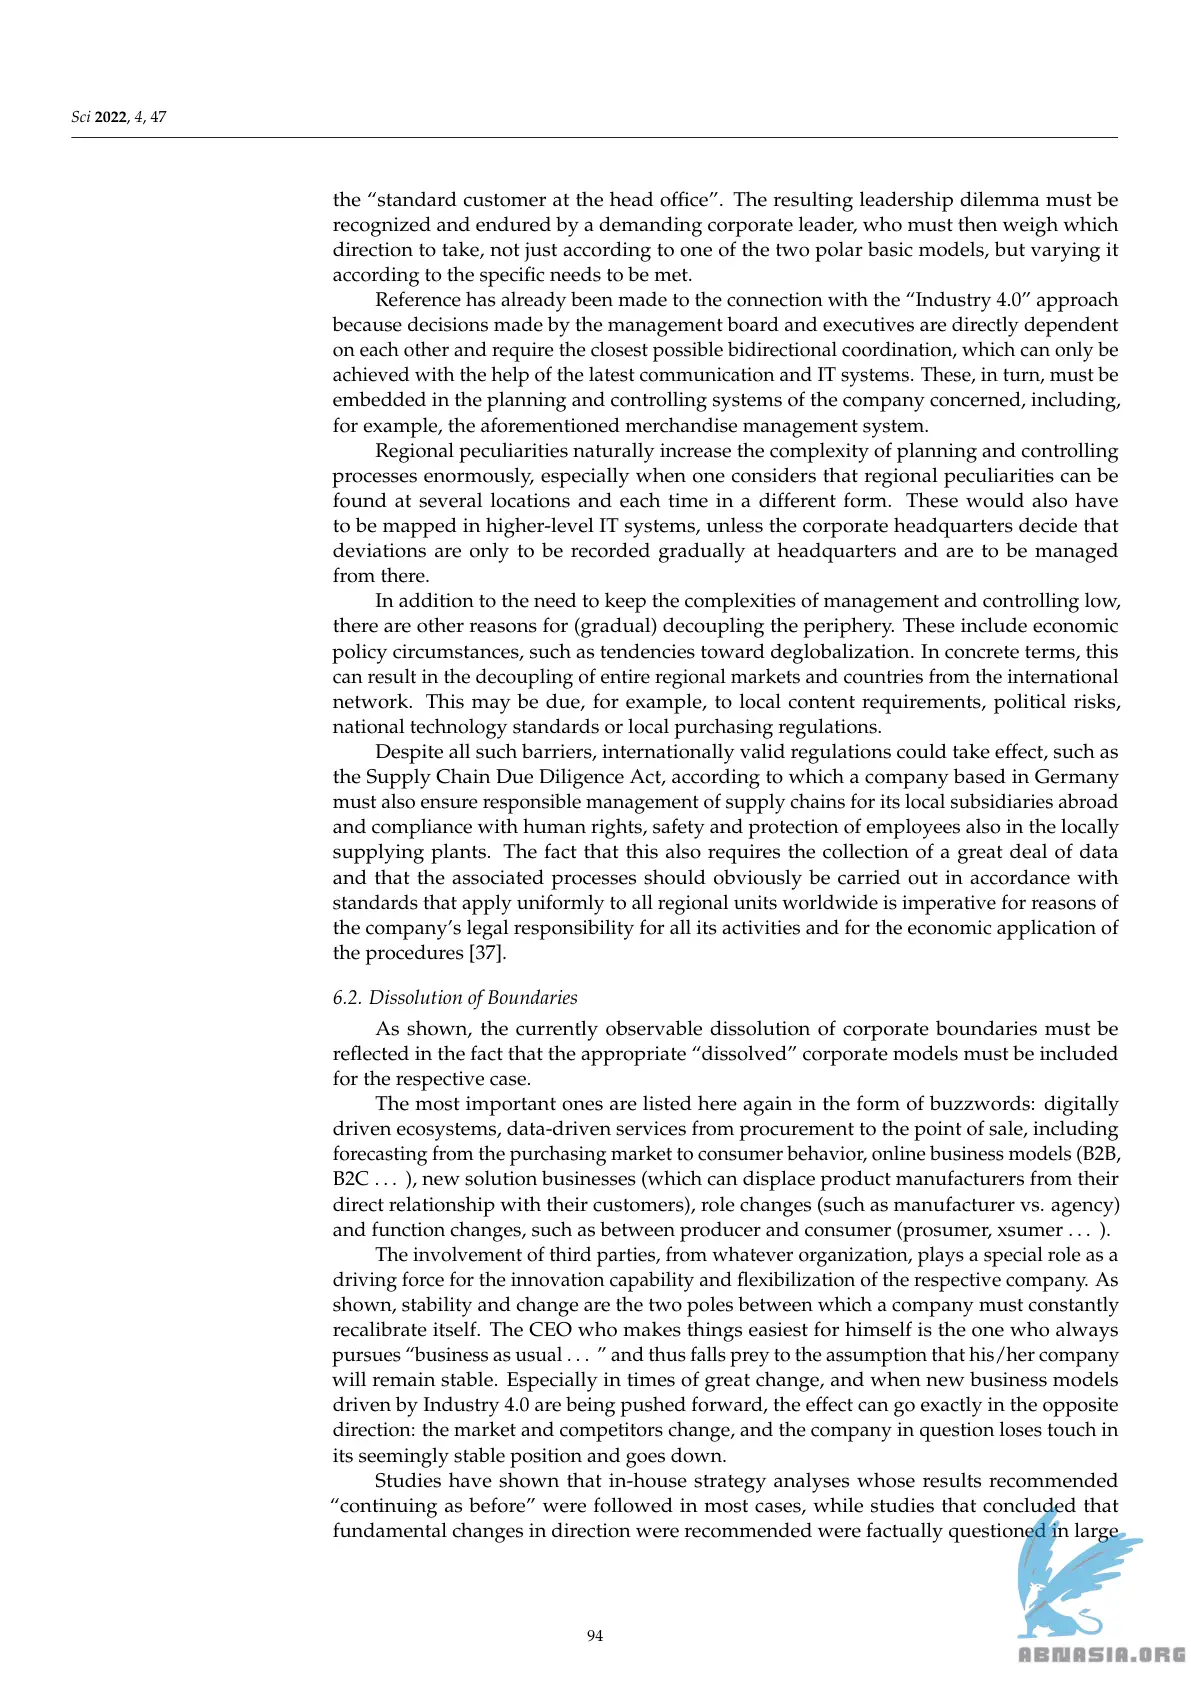 Sci 2022, 4, 47
the “standard customer at the head office”. The resulting leadership dilemma must be
recognized and endured by a demanding corporate leader, who must then weigh which
direction to take, not just according to one of the two polar basic models, but varying it
according to the specific needs to be met.
Reference has already been made to the connection with the “Industry 4.0” approach
because decisions made by the management board and executives are directly dependent
on each other and require the closest possible bidirectional coordination, which can only be
achieved with the help of the latest communication and IT systems. These, in turn, must be
embedded in the planning and controlling systems of the company concerned, including,
for example, the aforementioned merchandise management system.
Regional peculiarities naturally increase the complexity of planning and controlling
processes enormously, especially when one considers that regional peculiarities can be
found at several locations and each time in a different form. These would also have
to be mapped in higher-level IT systems, unless the corporate headquarters decide that
deviations are only to be recorded gradually at headquarters and are to be managed
from there.
In addition to the need to keep the complexities of management and controlling low,
there are other reasons for (gradual) decoupling the periphery. These include economic
policy circumstances, such as tendencies toward deglobalization. In concrete terms, this
can result in the decoupling of entire regional markets and countries from the international
network. This may be due, for example, to local content requirements, political risks,
national technology standards or local purchasing regulations.
Despite all such barriers, internationally valid regulations could take effect, such as
the Supply Chain Due Diligence Act, according to which a company based in Germany
must also ensure responsible management of supply chains for its local subsidiaries abroad
and compliance with human rights, safety and protection of employees also in the locally
supplying plants. The fact that this also requires the collection of a great deal of data
and that the associated processes should obviously be carried out in accordance with
standards that apply uniformly to all regional units worldwide is imperative for reasons of
the company’s legal responsibility for all its activities and for the economic application of
the procedures [37].
6.2. Dissolution of Boundaries
As shown, the currently observable dissolution of corporate boundaries must be
reflected in the fact that the appropriate “dissolved” corporate models must be included
for the respective case.
The most important ones are listed here again in the form of buzzwords: digitally
driven ecosystems, data-driven services from procurement to the point of sale, including
forecasting from the purchasing market to consumer behavior, online business models (B2B,
B2C . . . ), new solution businesses (which can displace product manufacturers from their
direct relationship with their customers), role changes (such as manufacturer vs. agency)
and function changes, such as between producer and consumer (prosumer, xsumer . . . ).
The involvement of third parties, from whatever organization, plays a special role as a
driving force for the innovation capability and flexibilization of the respective company. As
shown, stability and change are the two poles between which a company must constantly
recalibrate itself. The CEO who makes things easiest for himself is the one who always
pursues “business as usual . . . ” and thus falls prey to the assumption that his/her company
will remain stable. Especially in times of great change, and when new business models
driven by Industry 4.0 are being pushed forward, the effect can go exactly in the opposite
direction: the market and competitors change, and the company in question loses touch in
its seemingly stable position and goes down.
Studies have shown that in-house strategy analyses whose results recommended
“continuing as before” were followed in most cases, while studies that concluded that
fundamental changes in direction were recommended were factually questioned in large
94
ABNASIA.ORG